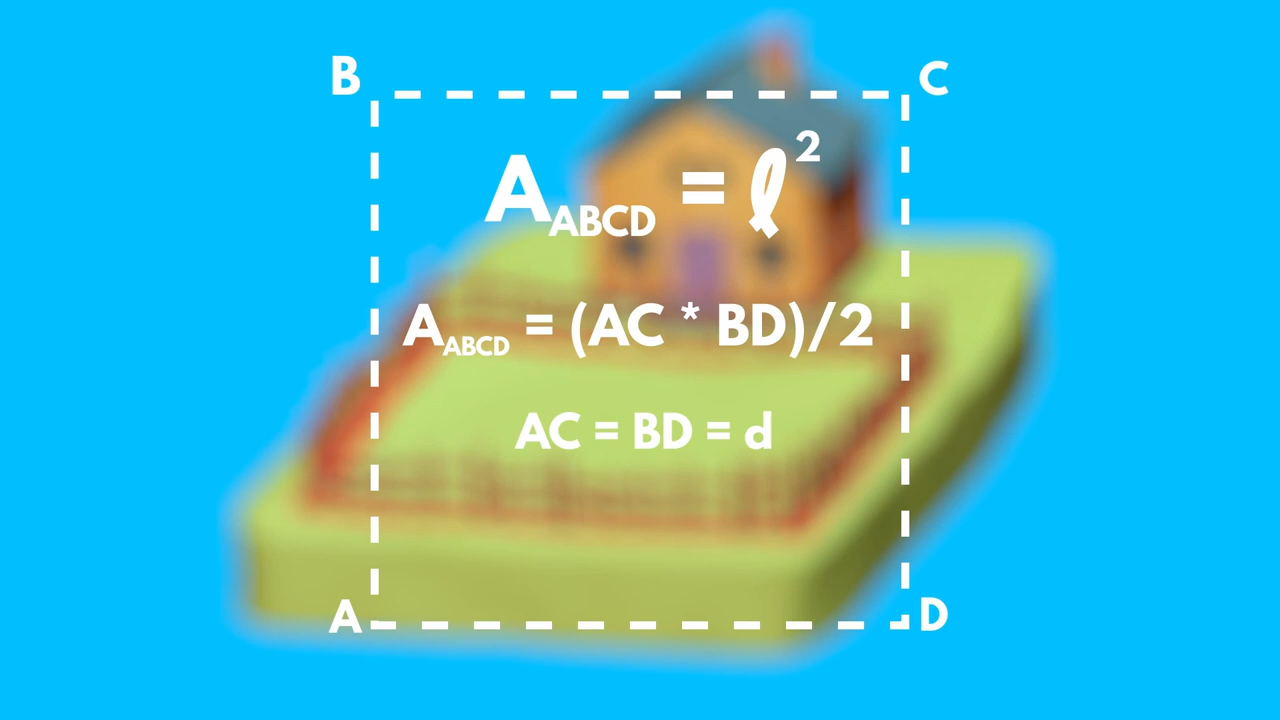 B C
A_ABCD = ℓ²
A_ABCD = (AC * BD)/2
AC = BD = d
A D